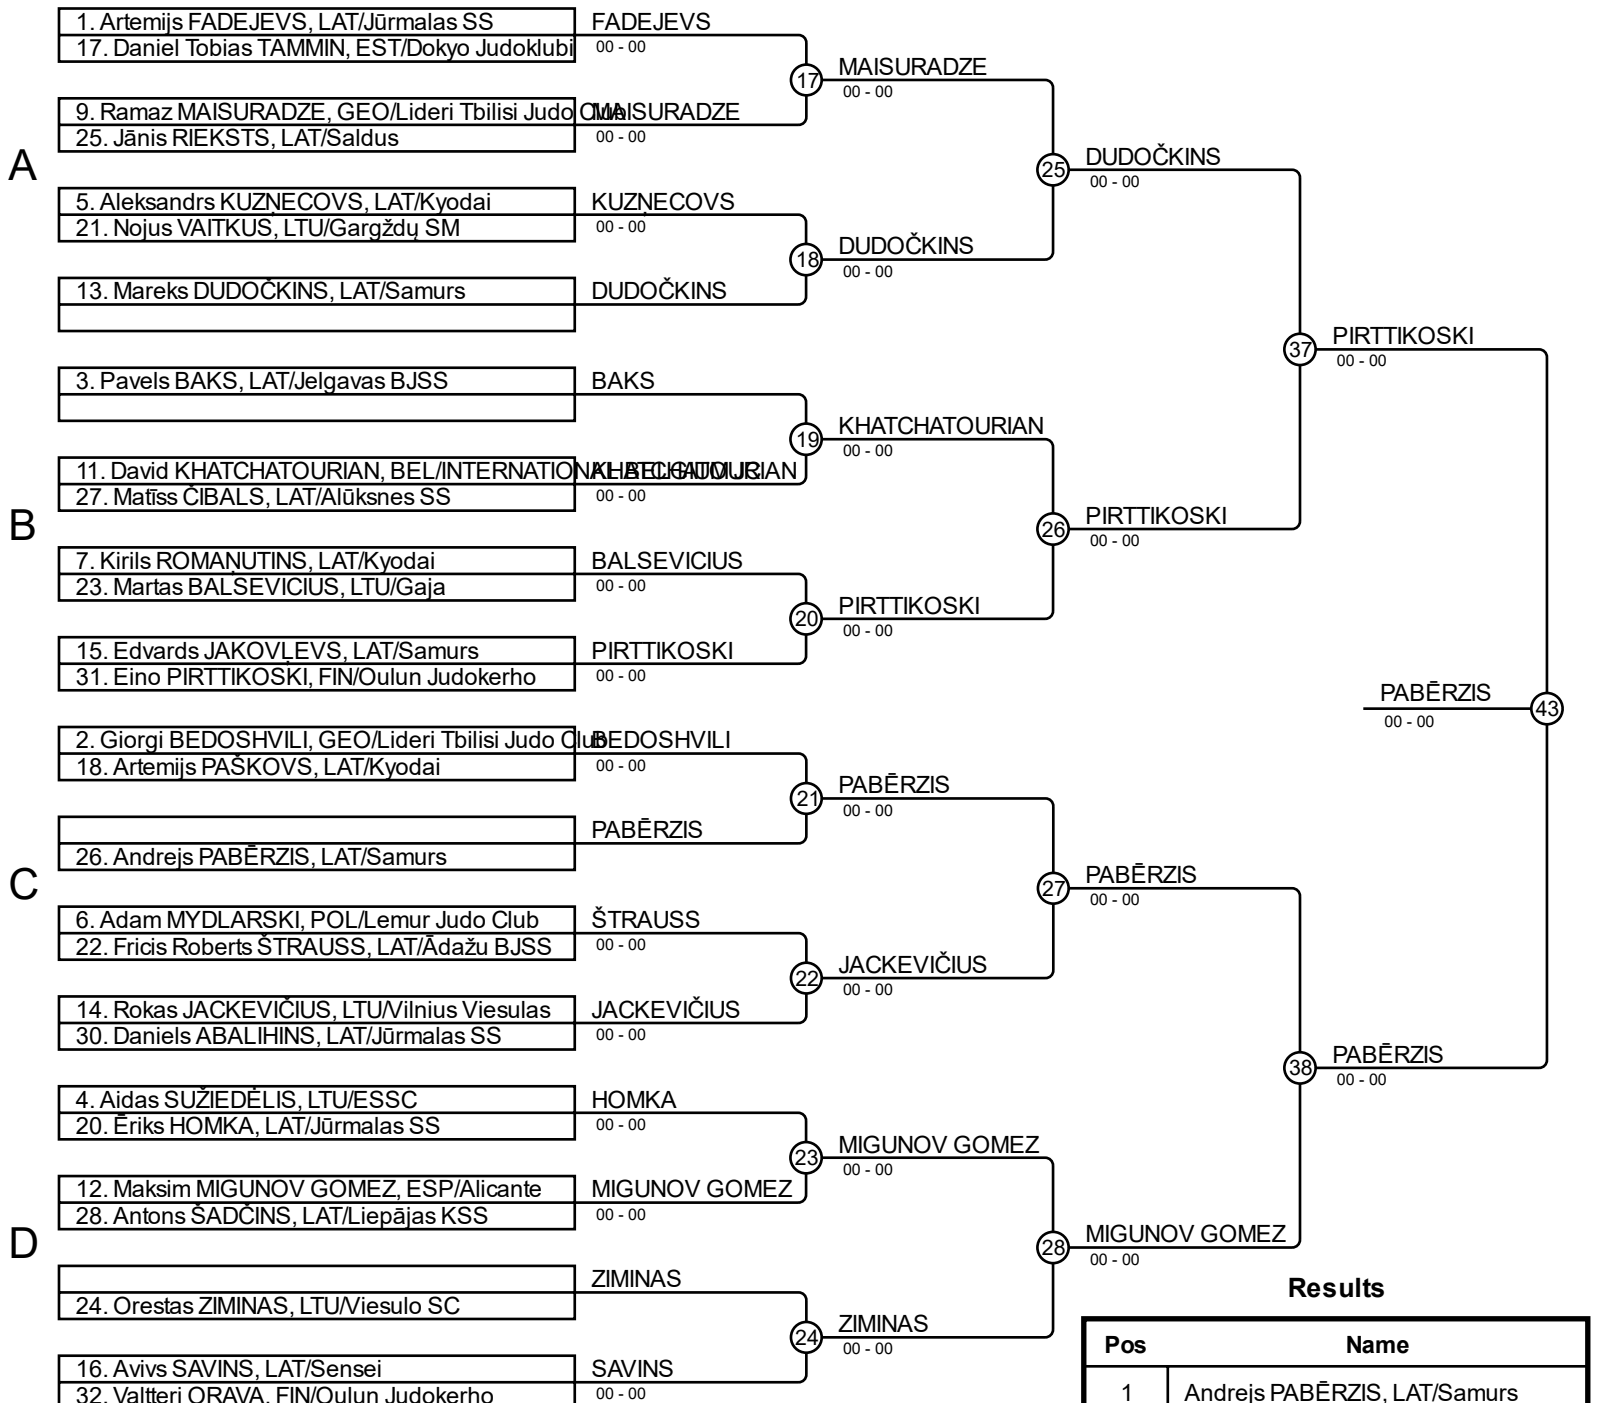 1. Artemijs FADEJEVS, LAT/Jūrmalas SS
17. Daniel Tobias TAMMIN, EST/Dokyo Judoklubi
FADEJEVS
00 - 00
9. Ramaz MAISURADZE, GEO/Lideri Tbilisi Judo Club
25. Jānis RIEKSTS, LAT/Saldus
MAISURADZE
00 - 00
17
MAISURADZE
00 - 00
A
5. Aleksandrs KUZŅECOVS, LAT/Kyodai
21. Nojus VAITKUS, LTU/Gargždų SM
KUZŅECOVS
00 - 00
13. Mareks DUDOČKINS, LAT/Samurs
DUDOČKINS
18
DUDOČKINS
00 - 00
25
DUDOČKINS
00 - 00
3. Pavels BAKS, LAT/Jelgavas BJSS
BAKS
11. David KHATCHATOURIAN, BEL/INTERNATIONAL BELGIUM JC
27. Matīss ČIBALS, LAT/Alūksnes SS
KHATCHATOURIAN
00 - 00
19
KHATCHATOURIAN
00 - 00
B
7. Kirils ROMAŅUTINS, LAT/Kyodai
23. Martas BALSEVICIUS, LTU/Gaja
BALSEVICIUS
00 - 00
15. Edvards JAKOVĻEVS, LAT/Samurs
31. Eino PIRTTIKOSKI, FIN/Oulun Judokerho
PIRTTIKOSKI
00 - 00
20
PIRTTIKOSKI
00 - 00
26
PIRTTIKOSKI
00 - 00
37
PIRTTIKOSKI
00 - 00
2. Giorgi BEDOSHVILI, GEO/Lideri Tbilisi Judo Club
18. Artemijs PAŠKOVS, LAT/Kyodai
BEDOSHVILI
00 - 00
26. Andrejs PABĒRZIS, LAT/Samurs
PABĒRZIS
21
PABĒRZIS
00 - 00
C
6. Adam MYDLARSKI, POL/Lemur Judo Club
22. Fricis Roberts ŠTRAUSS, LAT/Ādažu BJSS
ŠTRAUSS
00 - 00
14. Rokas JACKEVIČIUS, LTU/Vilnius Viesulas
30. Daniels ABALIHINS, LAT/Jūrmalas SS
JACKEVIČIUS
00 - 00
22
JACKEVIČIUS
00 - 00
27
PABĒRZIS
00 - 00
4. Aidas SUŽIEDĖLIS, LTU/ESSC
20. Ēriks HOMKA, LAT/Jūrmalas SS
HOMKA
00 - 00
12. Maksim MIGUNOV GOMEZ, ESP/Alicante
28. Antons ŠADČINS, LAT/Liepājas KSS
MIGUNOV GOMEZ
00 - 00
23
MIGUNOV GOMEZ
00 - 00
D
24. Orestas ZIMINAS, LTU/Viesulo SC
ZIMINAS
16. Avivs SAVINS, LAT/Sensei
32. Valtteri ORAVA, FIN/Oulun Judokerho
SAVINS
00 - 00
24
ZIMINAS
00 - 00
28
MIGUNOV GOMEZ
00 - 00
38
PABĒRZIS
00 - 00
43
PABĒRZIS
00 - 00
Results
Pos Name
1 Andrejs PABĒRZIS, LAT/Samurs